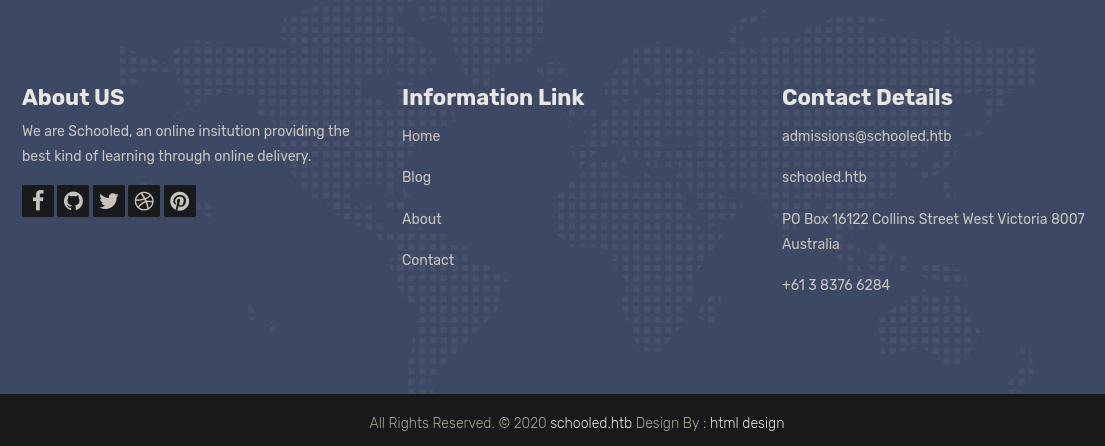 About US
We are Schooled, an online insitution providing the
best kind of learning through online delivery.
Information Link
Home
Blog
About
Contact
Contact Details
admissions@schooled.htb
schooled.htb
PO Box 16122 Collins Street West Victoria 8007
Australia
+61 3 8376 6284
All Rights Reserved. © 2020 schooled.htb Design By : html design